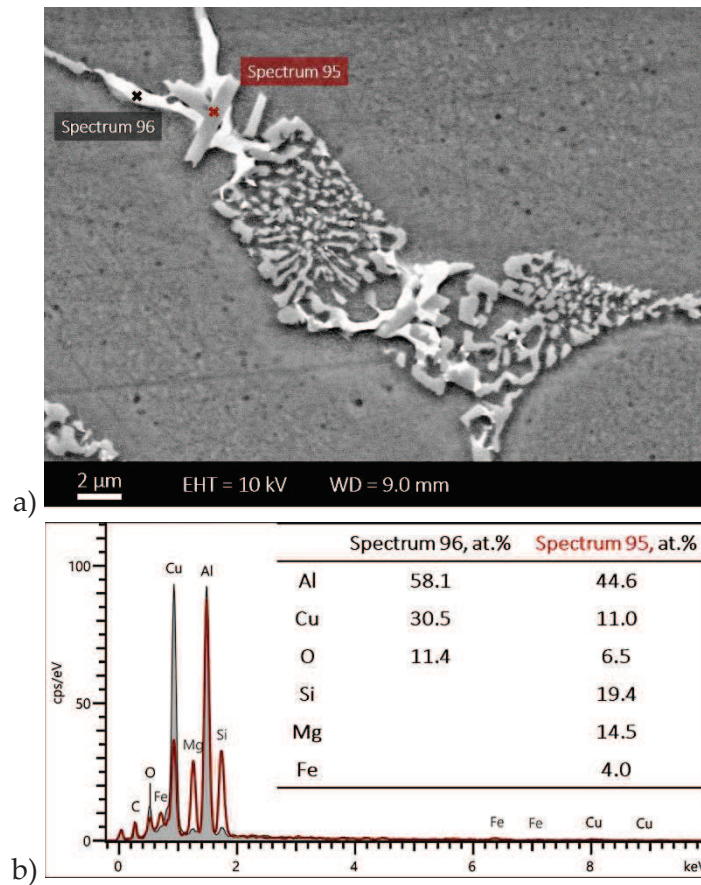 Spectrum 95
Spectrum 96
a)
2 µm EHT = 10 kV WD = 9.0 mm
Spectrum 96, at.% Spectrum 95, at.%
Al 58.1 44.6
Cu 30.5 11.0
O 11.4 6.5
Si 19.4
Mg 14.5
Fe 4.0
100
50
0
cps/eV
C
O
Fe
Cu
Mg
Al
Si
Fe Fe Cu Cu
0 2 4 6 8 keV
b)